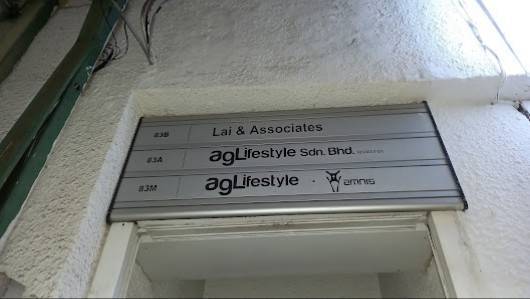 83B Lai & Associates
83A agLifestyle Sdn. Bhd.
83M agLifestyle · amnis